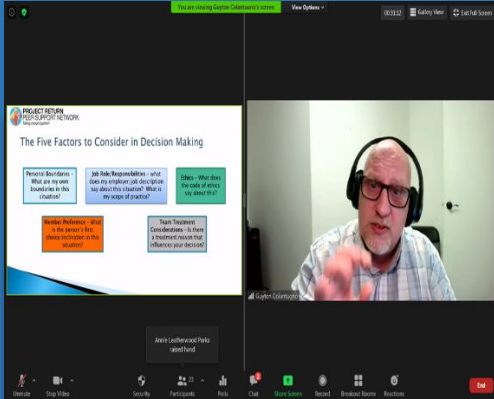 You are viewing Guyton Colantuono's screen
View Options
00:31:12
Gallery View
Exit Full Screen
PROJECT RETURN
PEER SUPPORT NETWORK
The Five Factors to Consider in Decision Making
Personal Boundaries -
What are my own
boundaries in this
situation?
Job Role/Responsibilities - what
does my employer job description
say about this situation? What is
my scope of practice?
Ethics - What does
the code of ethics
say about this?
Member Preference - What
is the person's first
choice/inclination in this
situation?
Team Treatment
Considerations - Is there
a treatment reason that
influences your decision?
Guyton Colantuono
Annie Leatherwood Parks
raised hand
Unmute
Stop Video
Security
Participants
23
Polls
Chat
Share Screen
Record
Breakout Rooms
Reactions
End